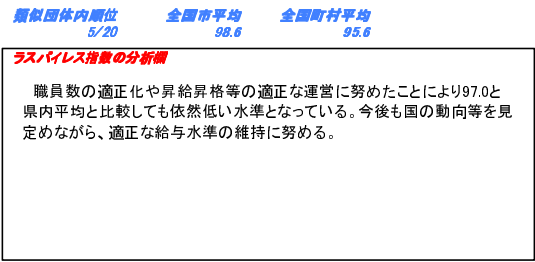 類似団体内順位 全国市平均 全国町村平均
5/20 98.6 95.6
ラスパイレス指数の分析欄
職員数の適正化や昇給昇格等の適正な運営に努めたことにより97.0と
県内平均と比較しても依然低い水準となっている。今後も国の動向等を見
定めながら、適正な給与水準の維持に努める。